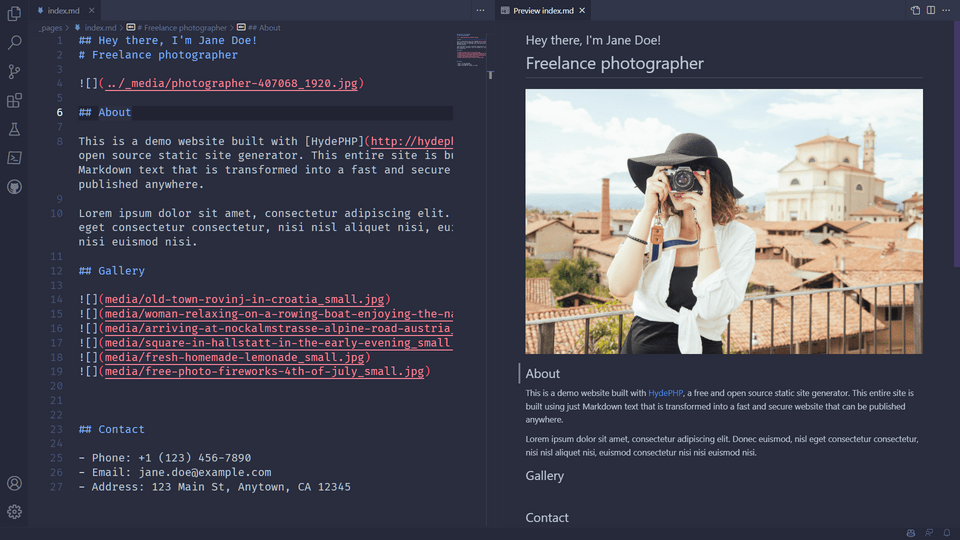 index.md
_pages > index.md > # Freelance photographer > ## About
1 ## Hey there, I'm Jane Doe!
2 # Freelance photographer
3
4 ![](../_media/photographer-407068_1920.jpg)
5
6 ## About
7
8 This is a demo website built with [HydePHP](http://hydeph
open source static site generator. This entire site is bu
Markdown text that is transformed into a fast and secure
published anywhere.
9
10 Lorem ipsum dolor sit amet, consectetur adipiscing elit.
eget consectetur consectetur, nisi nisl aliquet nisi, eui
nisi euismod nisi.
11
12 ## Gallery
13
14 ![](media/old-town-rovinj-in-croatia_small.jpg)
15 ![](media/woman-relaxing-on-a-rowing-boat-enjoying-the-na
16 ![](media/arriving-at-nockalmstrasse-alpine-road-austria_
17 ![](media/square-in-hallstatt-in-the-early-evening_small
18 ![](media/fresh-homemade-lemonade_small.jpg)
19 ![](media/free-photo-fireworks-4th-of-july_small.jpg)
20
21
22
23 ## Contact
24
25 - Phone: +1 (123) 456-7890
26 - Email: jane.doe@example.com
27 - Address: 123 Main St, Anytown, CA 12345
Preview index.md
Hey there, I'm Jane Doe!
Freelance photographer
About
This is a demo website built with HydePHP, a free and open source static site generator. This entire site is
built using just Markdown text that is transformed into a fast and secure website that can be published
anywhere.
Lorem ipsum dolor sit amet, consectetur adipiscing elit. Donec euismod, nisl eget consectetur consectetur,
nisi nisl aliquet nisi, euismod consectetur nisi nisi euismod nisi.
Gallery
Contact